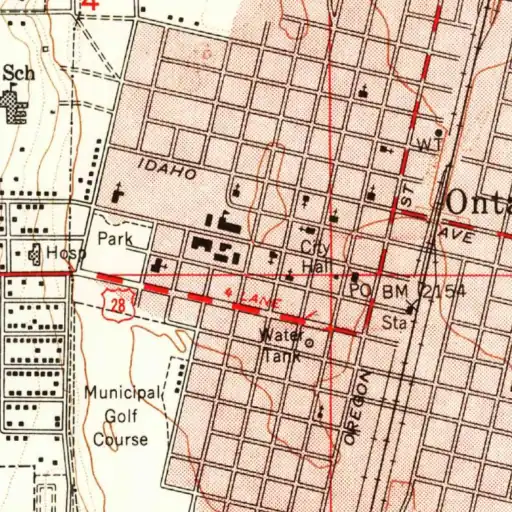 4
Sch
IDAHO
WT
ST
Onta
AVE
Park
Hosp
City
Hall
28
4 LANE
PO BM 2154
Sta
Water
Tank
OREGON
Municipal
Golf
Course